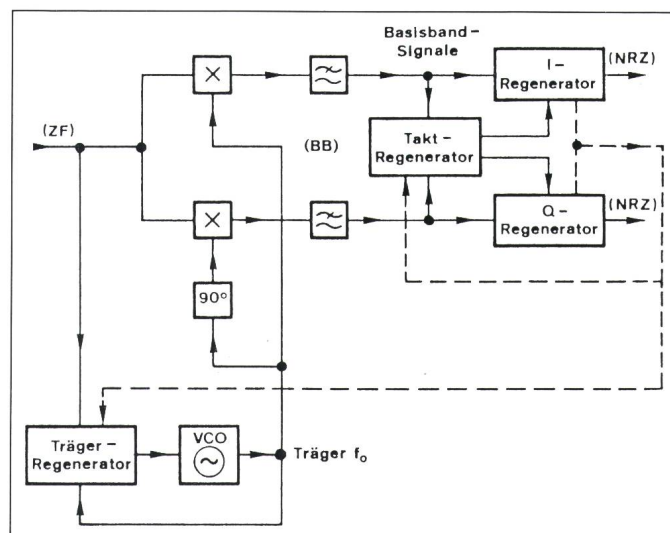 Basisband-
Signale
(ZF)
×
(BB)
Takt-
Regenerator
I-
Regenerator
(NRZ)
×
Q-
Regenerator
(NRZ)
90°
Träger-
Regenerator
VCO
~
Träger f₀